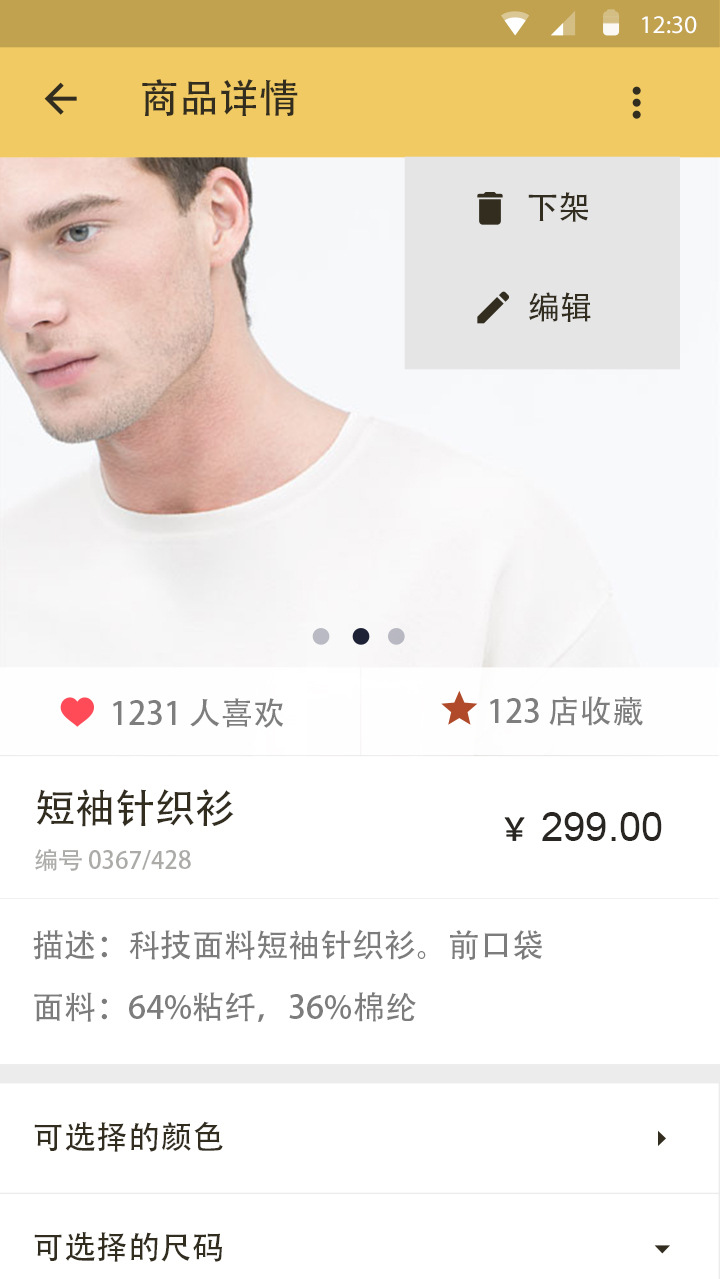 12:30
商品详情
下架
编辑
1231 人喜欢
123 店收藏
短袖针织衫
¥ 299.00
编号 0367/428
描述：科技面料短袖针织衫。前口袋
面料：64%粘纤，36%棉纶
可选择的颜色
可选择的尺码